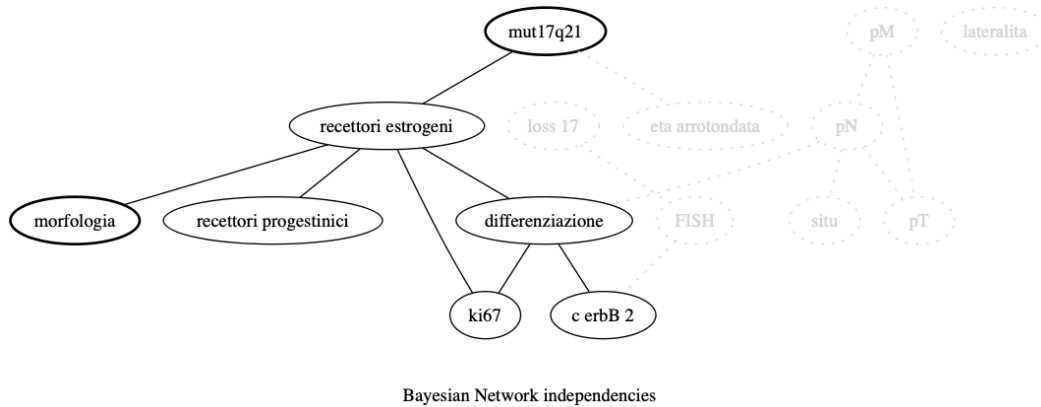 mut17q21
pM
lateralita
recettori estrogeni
loss 17
eta arrotondata
pN
morfologia
recettori progestinici
differenziazione
FISH
situ
pT
ki67
c erbB 2
Bayesian Network independencies